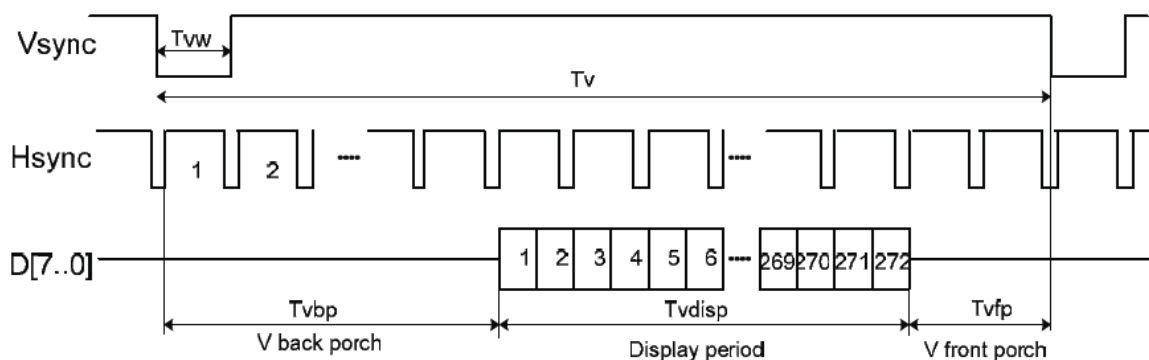 Vsync
Tvw
Tv
Hsync
1 2 ---- ----
D[7..0]
1 2 3 4 5 6 ---- 269 270 271 272
Tvbp Tvdisp Tvfp
V back porch Display period V front porch